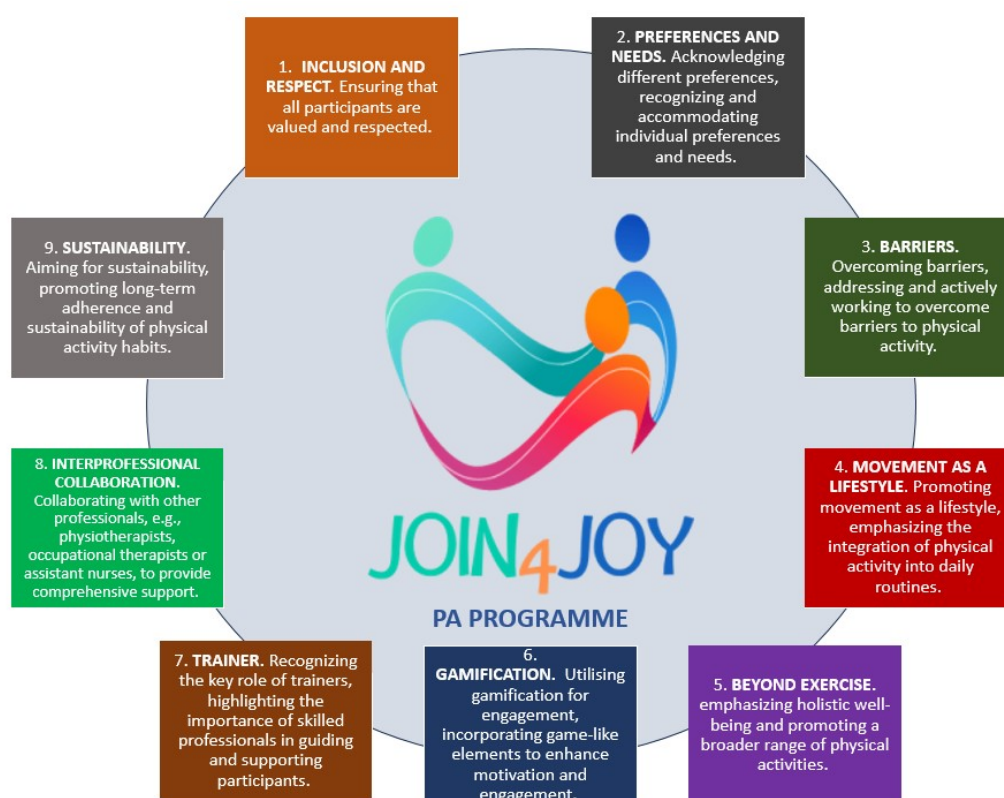 1. INCLUSION AND
RESPECT. Ensuring that
all participants are
valued and respected.
2. PREFERENCES AND
NEEDS. Acknowledging
different preferences,
recognizing and
accommodating
individual preferences
and needs.
3. BARRIERS.
Overcoming barriers,
addressing and actively
working to overcome
barriers to physical
activity.
4. MOVEMENT AS A
LIFESTYLE. Promoting
movement as a lifestyle,
emphasizing the
integration of physical
activity into daily
routines.
5. BEYOND EXERCISE.
emphasizing holistic well-
being and promoting a
broader range of physical
activities.
6.
GAMIFICATION. Utilising
gamification for
engagement,
incorporating game-like
elements to enhance
motivation and
engagement.
7. TRAINER. Recognizing
the key role of trainers,
highlighting the
importance of skilled
professionals in guiding
and supporting
participants.
8. INTERPROFESSIONAL
COLLABORATION.
Collaborating with other
professionals, e.g.,
physiotherapists,
occupational therapists or
assistant nurses, to provide
comprehensive support.
9. SUSTAINABILITY.
Aiming for sustainability,
promoting long-term
adherence and
sustainability of physical
activity habits.
JOIN4JOY
PA PROGRAMME